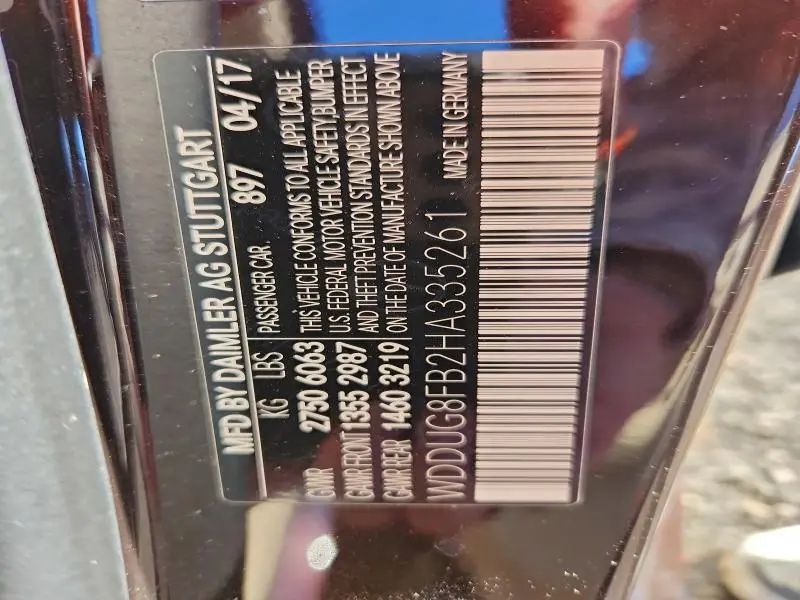 MFD BY DAIMLER AG STUTTGART
KG LBS PASSENGER CAR. 897 04/17
GVWR 2750 6063 THIS VEHICLE CONFORMS TO ALL APPLICABLE
U.S. FEDERAL MOTOR VEHICLE SAFETY, BUMPER
GAWR FRONT 1355 2987 AND THEFT PREVENTION STANDARDS IN EFFECT
GAWR REAR 1460 3219 ON THE DATE OF MANUFACTURE SHOWN ABOVE
WDDUG8FB2HA335261 MADE IN GERMANY